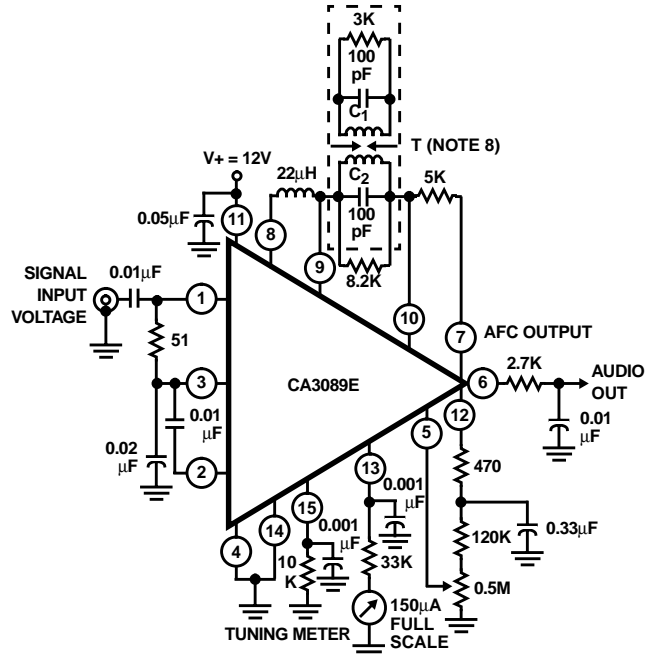 3K
100
pF
C1
T (NOTE 8)
V+ = 12V
22μH
C2
5K
0.05μF
11
8
100
pF
9
8.2K
SIGNAL
INPUT
VOLTAGE
0.01μF
1
10
7
AFC OUTPUT
51
2.7K
3
CA3089E
6
AUDIO
OUT
0.01
μF
5
12
0.01
μF
0.02
μF
2
13
470
15
0.001
μF
0.001
μF
14
4
10
K
33K
120K
0.33μF
0.5M
150μA
FULL
SCALE
TUNING METER